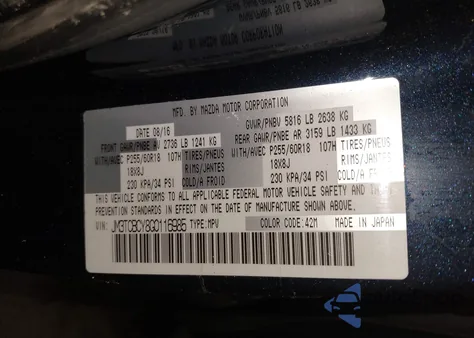 MFD. BY MAZDA MOTOR CORPORATION
DATE 08/16 GVWR/PNBV 5816 LB 2638 KG
FRONT GAWR/PNBE AV 2736 LB 1241 KG REAR GAWR/PNBE AR 3159 LB 1433 KG
WITH/AVEC P255/60R18 107H TIRES/PNEUS WITH/AVEC P255/60R18 107H TIRES/PNEUS
18X8J RIMS/JANTES 18X8J RIMS/JANTES
230 KPA/34 PSI COLD/A FROID 230 KPA/34 PSI COLD/A FROID
THIS VEHICLE CONFORMS TO ALL APPLICABLE FEDERAL MOTOR VEHICLE SAFETY AND THEFT
PREVENTION STANDARDS IN EFFECT ON THE DATE OF MANUFACTURE SHOWN ABOVE.
VIN: JM3TCBCY8G0116985 TYPE:MPV COLOR CODE:42M MADE IN JAPAN